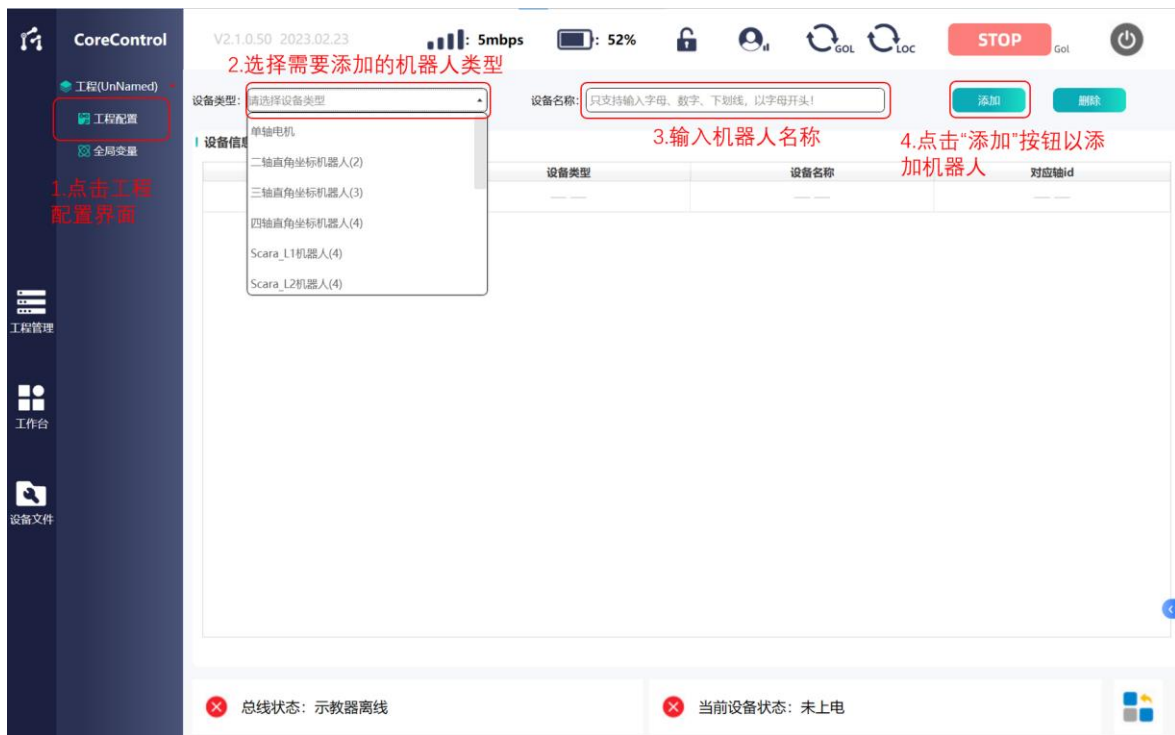 CoreControl
V2.1.0.50 2023.02.23
: 5mbps
: 52%
GOL
LOC
STOP
Gol
2.选择需要添加的机器人类型
工程(UnNamed)
工程配置
全局变量
1.点击工程
配置界面
设备类型: 请选择设备类型
设备名称: 只支持输入字母、数字、下划线，以字母开头!
添加
删除
3.输入机器人名称
4.点击“添加”按钮以添
加机器人
设备信息
设备类型
设备名称
对应轴id
—— ——
—— ——
—— ——
单轴电机
二轴直角坐标机器人(2)
三轴直角坐标机器人(3)
四轴直角坐标机器人(4)
Scara_L1机器人(4)
Scara_L2机器人(4)
工程管理
工作台
设备文件
总线状态: 示教器离线
当前设备状态: 未上电